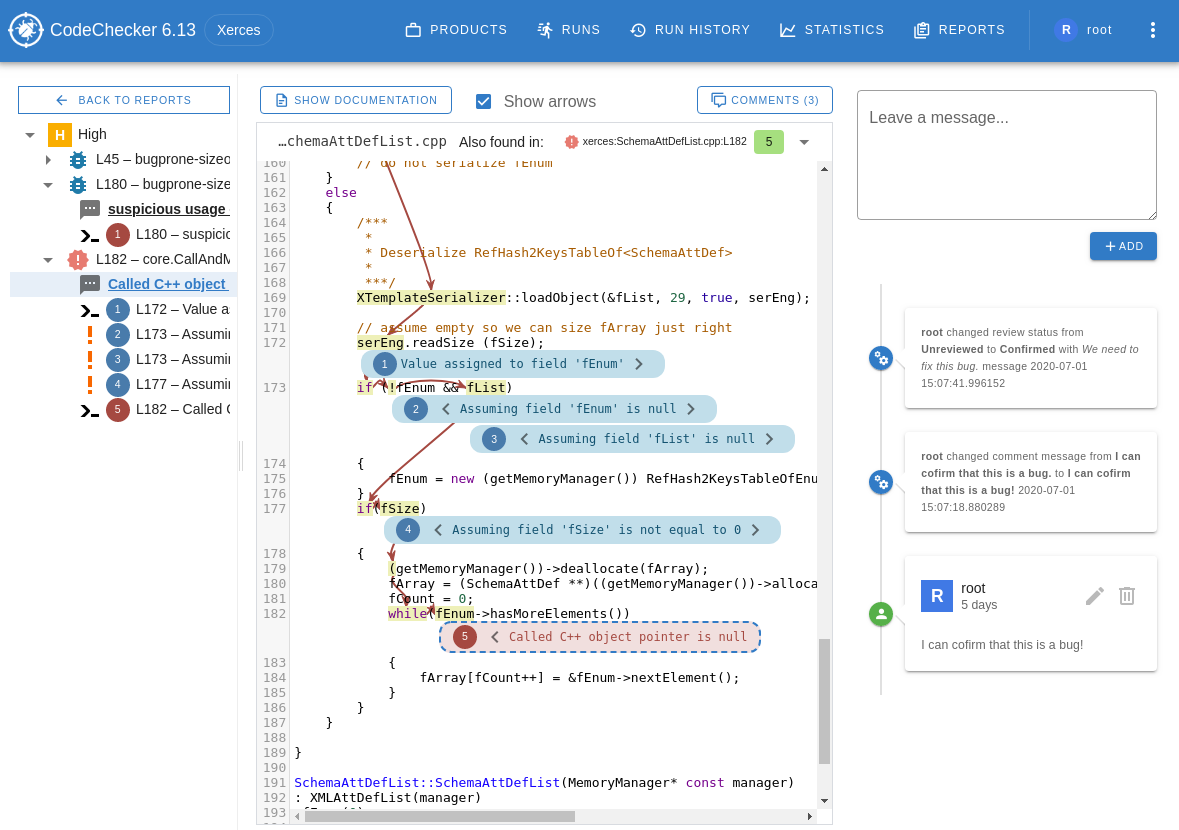 CodeChecker 6.13 Xerces PRODUCTS RUNS RUN HISTORY STATISTICS REPORTS R root
BACK TO REPORTS
H High
L45 – bugprone-sizeo
L180 – bugprone-size
suspicious usage
1 L180 – suspicio
L182 – core.CallAndM
Called C++ object
1 L172 – Value a
2 L173 – Assumin
3 L173 – Assumin
4 L177 – Assumin
5 L182 – Called C
SHOW DOCUMENTATION Show arrows COMMENTS (3)
…chemaAttDefList.cpp Also found in: xerces:SchemaAttDefList.cpp:L182 5
160 // do not serialize fEnum
161 }
162 else
163 {
164 /***
165 *
166 * Deserialize RefHash2KeysTableOf<SchemaAttDef>
167 *
168 ***/
169 XTemplateSerializer::loadObject(&fList, 29, true, serEng);
170
171 // assume empty so we can size fArray just right
172 serEng.readSize (fSize);
1 Value assigned to field 'fEnum'
173 if (!fEnum && fList)
2 Assuming field 'fEnum' is null
3 Assuming field 'fList' is null
174 {
175 fEnum = new (getMemoryManager()) RefHash2KeysTableOfEnu
176 }
177 if(fSize)
4 Assuming field 'fSize' is not equal to 0
178 {
179 (getMemoryManager())->deallocate(fArray);
180 fArray = (SchemaAttDef **)((getMemoryManager())->alloca
181 fCount = 0;
182 while(fEnum->hasMoreElements())
5 Called C++ object pointer is null
183 {
184 fArray[fCount++] = &fEnum->nextElement();
185 }
186 }
187 }
188
189 }
190
191 SchemaAttDefList::SchemaAttDefList(MemoryManager* const manager)
192 : XMLAttDefList(manager)
193
Leave a message...
+ ADD
root changed review status from
Unreviewed to Confirmed with We need to
fix this bug. message 2020-07-01
15:07:41.996152
root changed comment message from I can
cofirm that this is a bug. to I can cofirm
that this is a bug! 2020-07-01
15:07:18.880289
R root
5 days
I can cofirm that this is a bug!